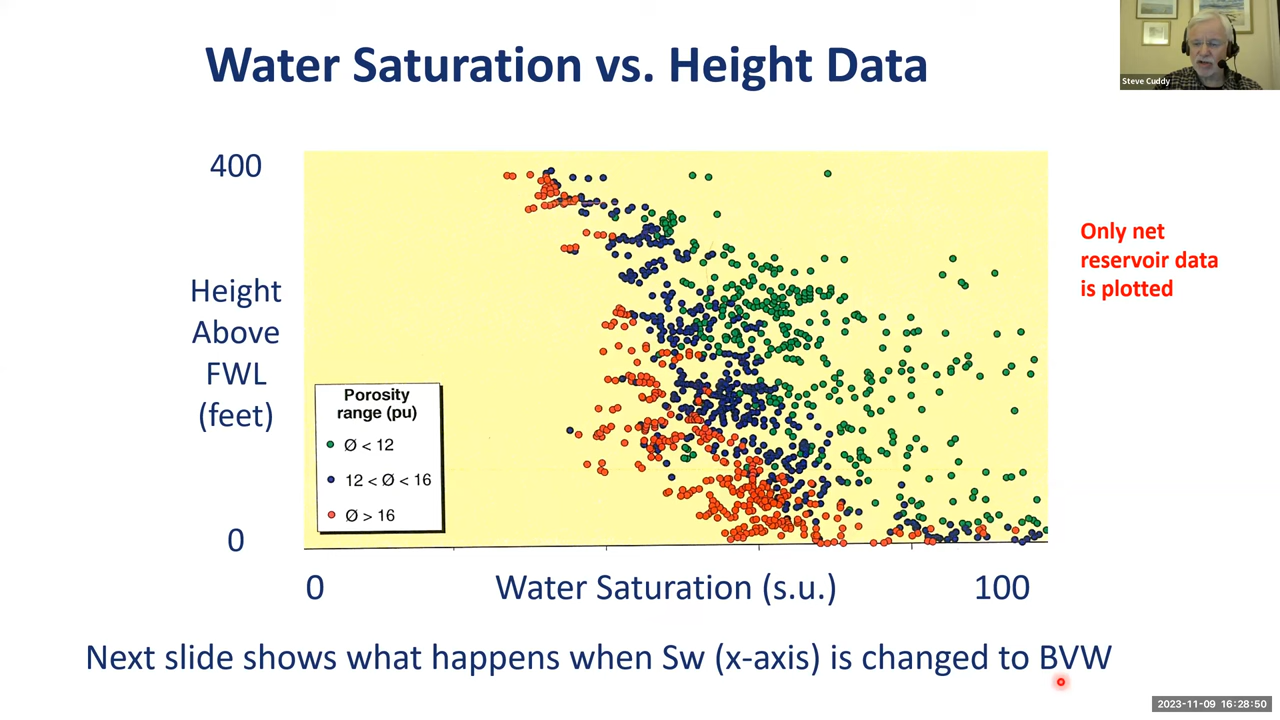 Water Saturation vs. Height Data
Steve Cuddy
400
Height
Above
FWL
(feet)
0
Porosity
range (pu)
Ø < 12
12 < Ø < 16
Ø > 16
Only net
reservoir data
is plotted
0
Water Saturation (s.u.)
100
Next slide shows what happens when Sw (x-axis) is changed to BVW
2023-11-09 16:28:50